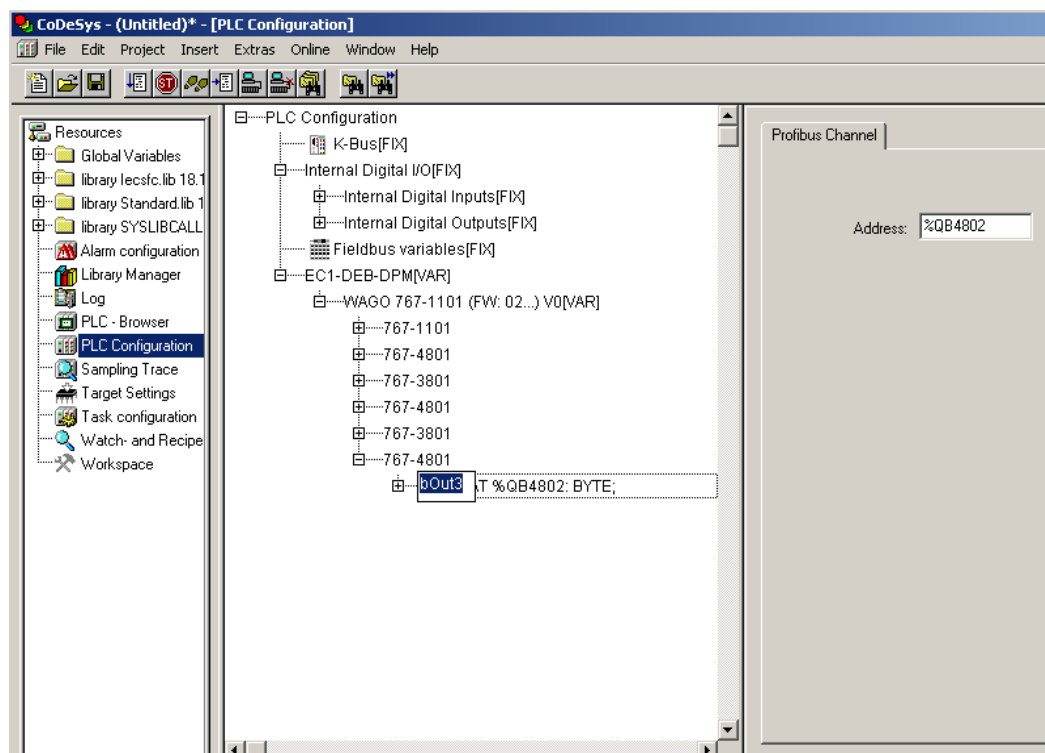 CoDeSys - (Untitled)* - [PLC Configuration]
File Edit Project Insert Extras Online Window Help
ST
Resources
Global Variables
library Iecsfc.lib 18.1
library Standard.lib 1
library SYSLIBCALL
Alarm configuration
Library Manager
Log
PLC - Browser
PLC Configuration
Sampling Trace
Target Settings
Task configuration
Watch- and Recipe
Workspace
PLC Configuration
K-Bus[FIX]
Internal Digital I/O[FIX]
Internal Digital Inputs[FIX]
Internal Digital Outputs[FIX]
Fieldbus variables[FIX]
EC1-DEB-DPM[VAR]
WAGO 767-1101 (FW: 02...) V0[VAR]
767-1101
767-4801
767-3801
767-4801
767-3801
767-4801
bOut3 \T %QB4802: BYTE;
Profibus Channel
Address: %QB4802